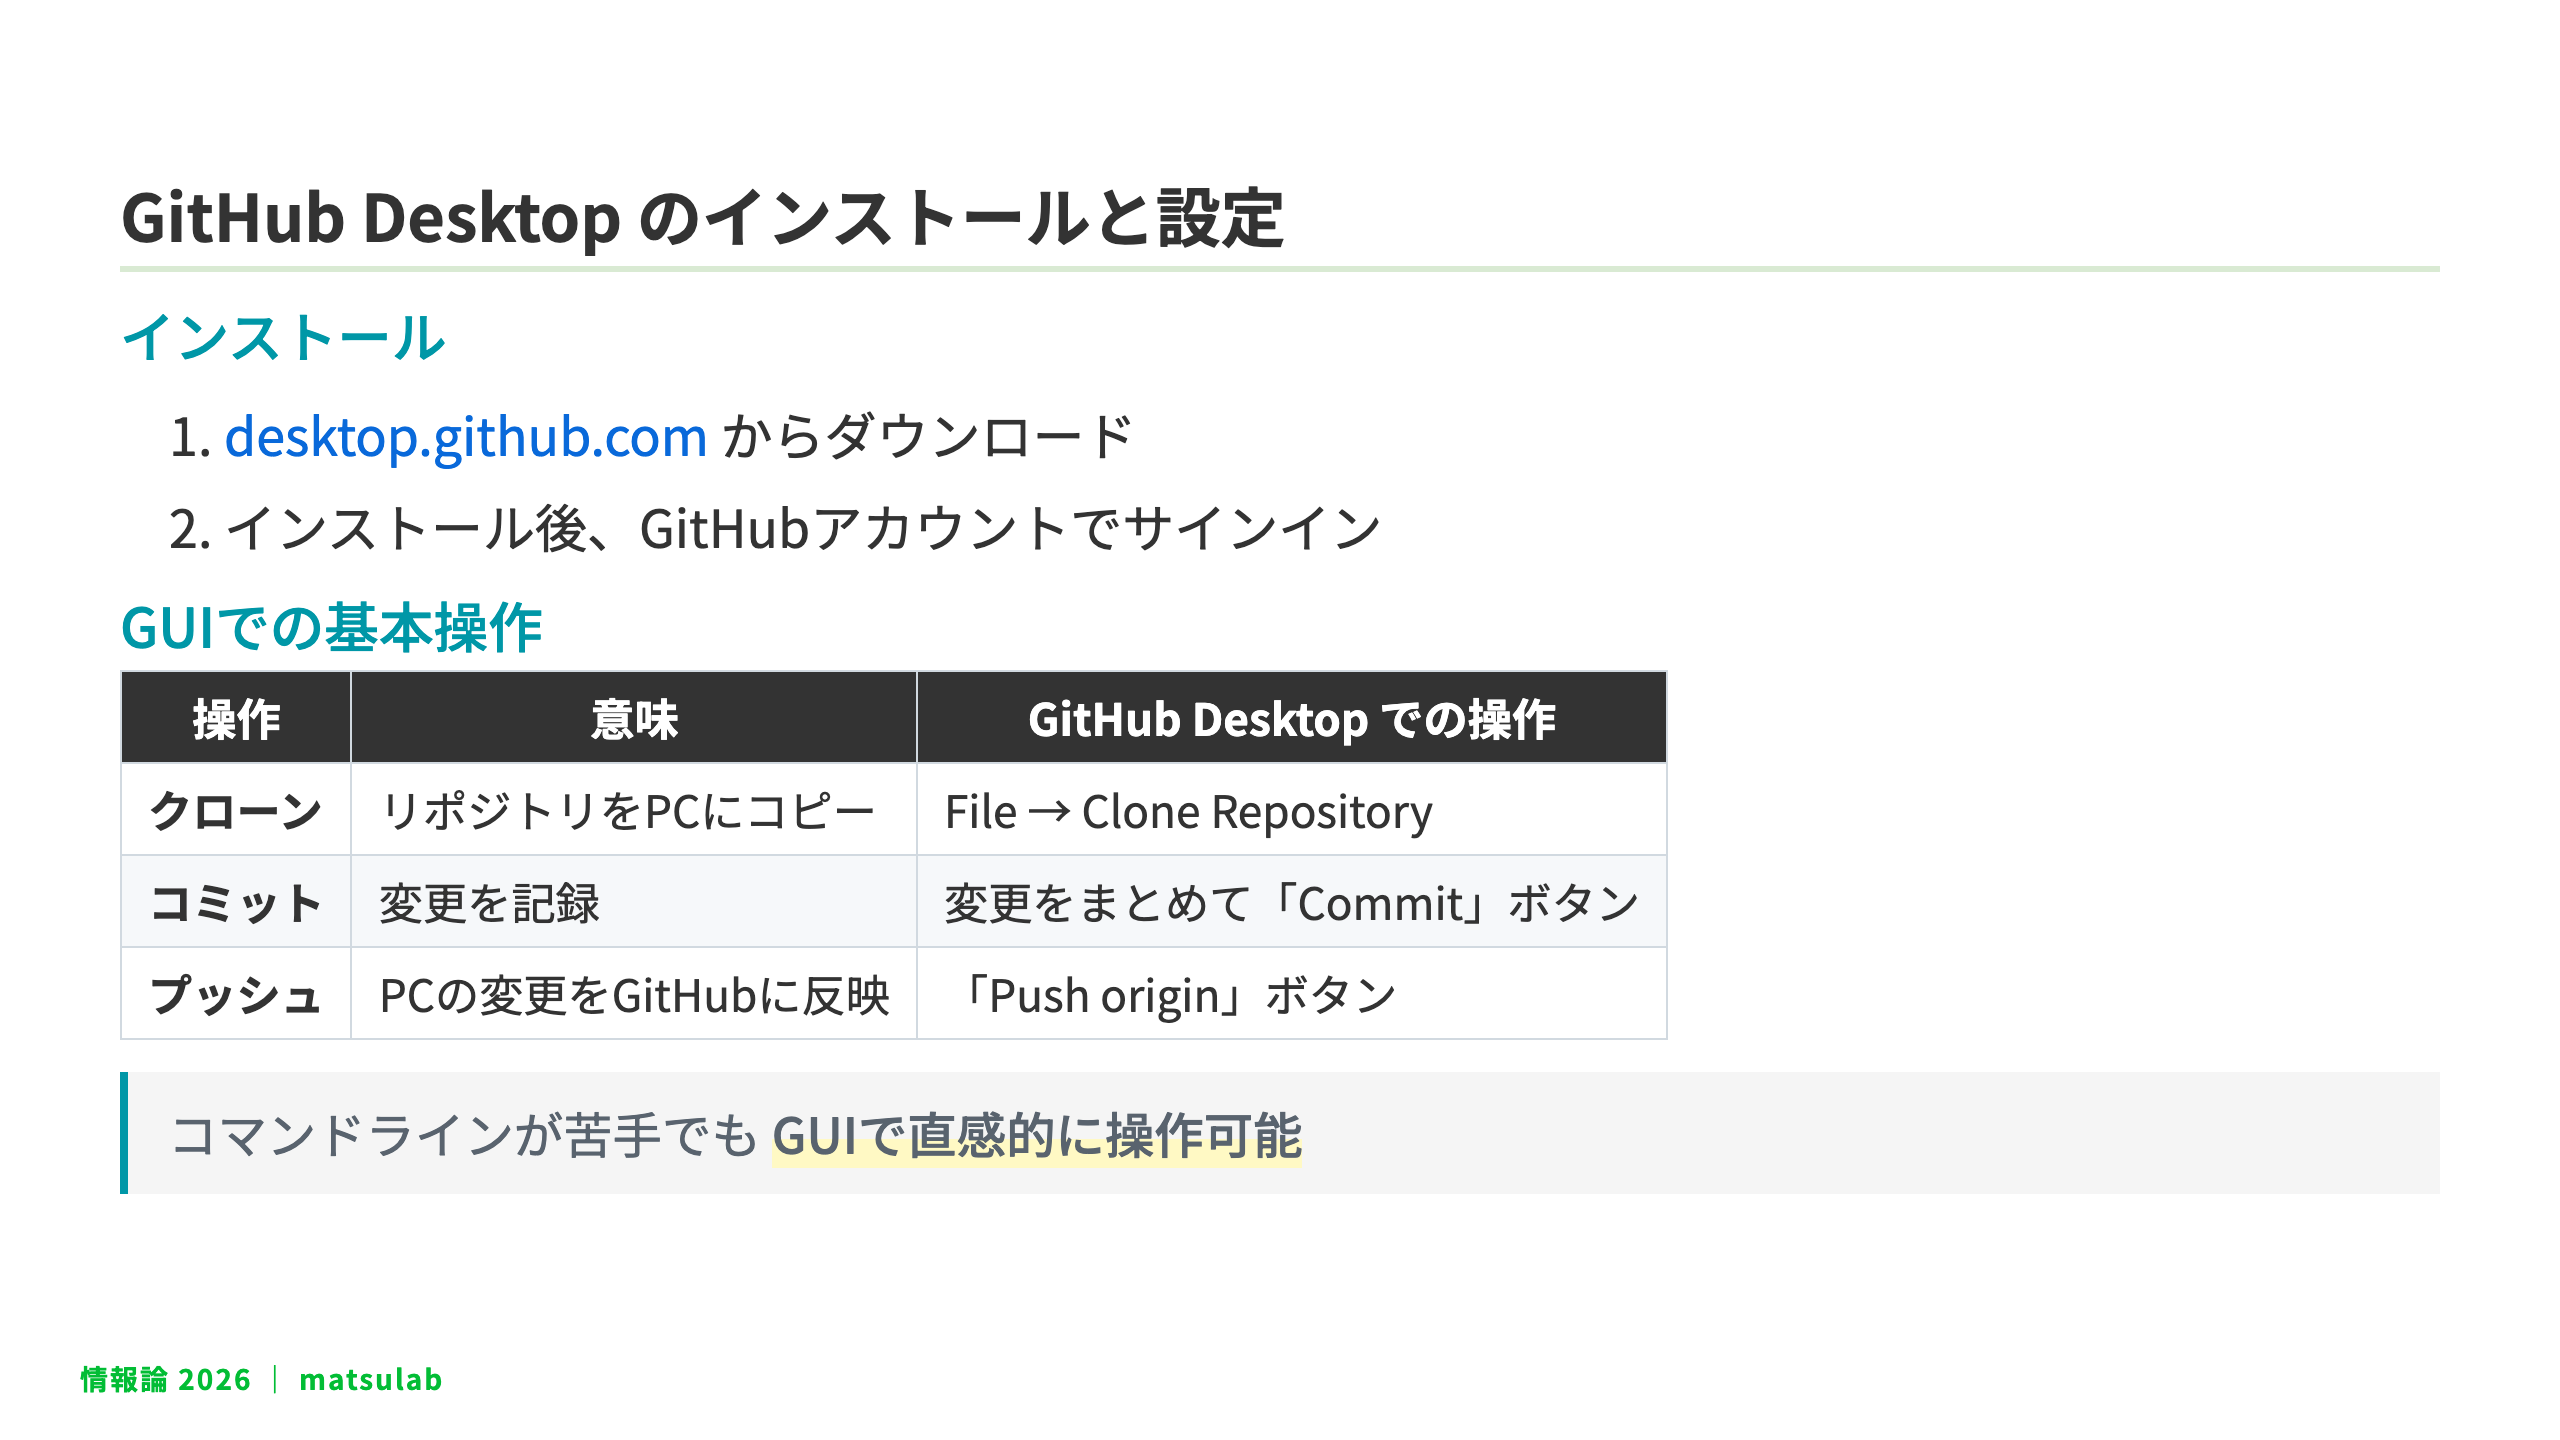 GitHub Desktop のインストールと設定
インストール
1. desktop.github.com からダウンロード
2. インストール後、GitHubアカウントでサインイン
GUIでの基本操作
操作 意味 GitHub Desktop での操作
クローン リポジトリをPCにコピー File → Clone Repository
コミット 変更を記録 変更をまとめて「Commit」ボタン
プッシュ PCの変更をGitHubに反映 「Push origin」ボタン
コマンドラインが苦手でも GUIで直感的に操作可能
情報論 2026 ｜ matsulab